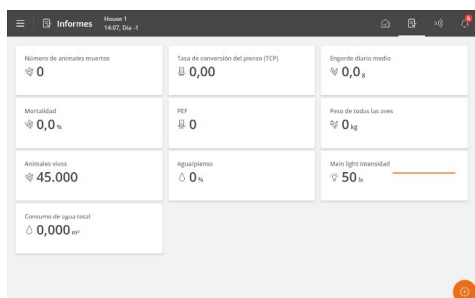 Informes
House 1
14:07, Día -1
6
Número de animales muertos
0
Tasa de conversión del pienso (TCP)
0,00
Engorde diario medio
0,0 g
Mortalidad
0,0 %
PEF
0
Peso de todas las aves
0 kg
Animales vivos
45.000
Agua/pienso
0 %
Main light intensidad
50 lx
Consumo de agua total
0,000 m³